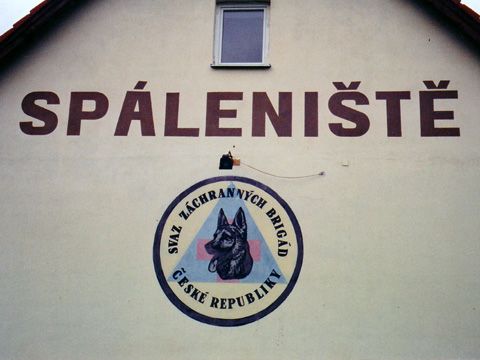 SPÁLENIŠTĚ
SVAZ ZÁCHRANNÝCH BRIGÁD
ČESKÉ REPUBLIKY